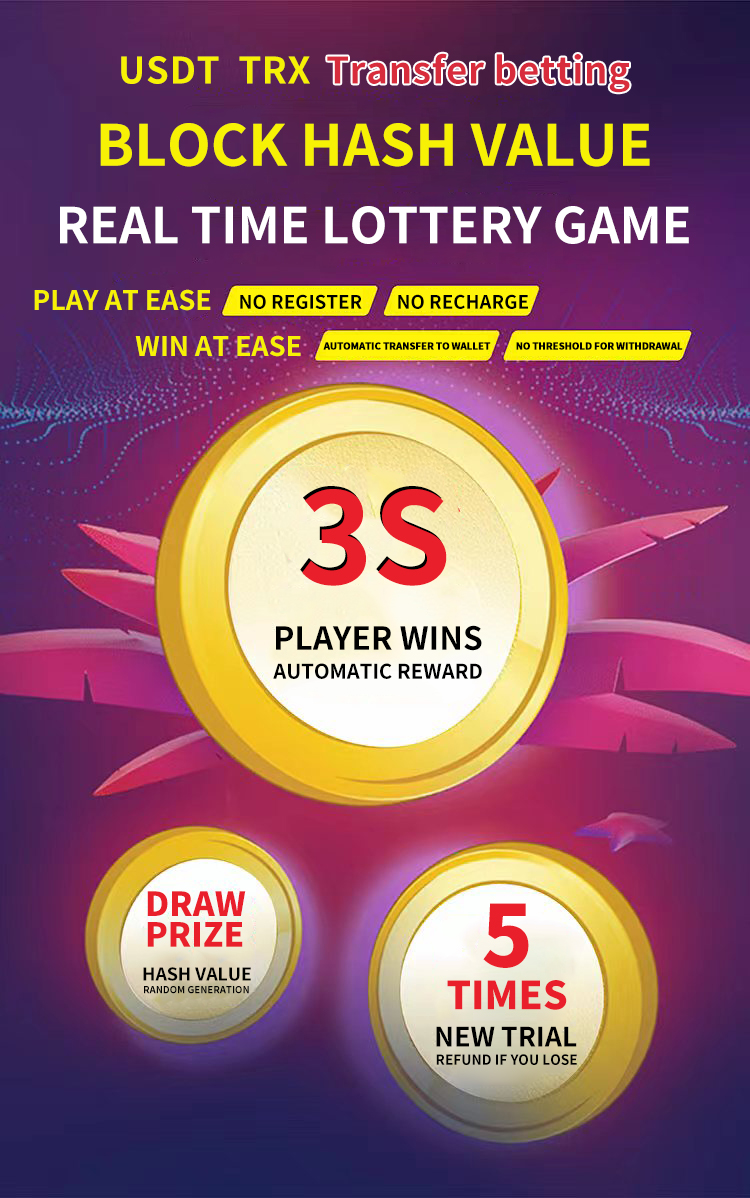 USDT TRX Transfer betting
BLOCK HASH VALUE
REAL TIME LOTTERY GAME
PLAY AT EASE NO REGISTER NO RECHARGE
WIN AT EASE AUTOMATIC TRANSFER TO WALLET NO THRESHOLD FOR WITHDRAWAL
3S
PLAYER WINS
AUTOMATIC REWARD
DRAW
PRIZE
HASH VALUE
RANDOM GENERATION
5
TIMES
NEW TRIAL
REFUND IF YOU LOSE